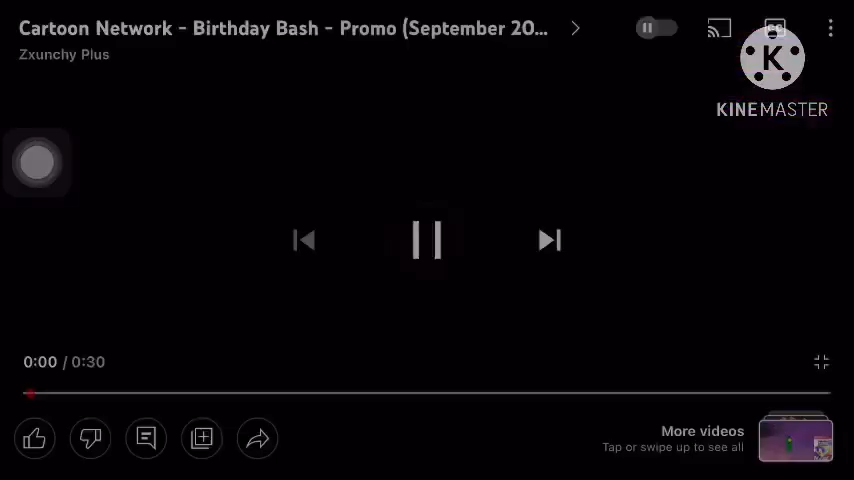 Cartoon Network - Birthday Bash - Promo (September 20...
Zxunchy Plus
K
KINEMASTER
0:00 / 0:30
More videos
Tap or swipe up to see all